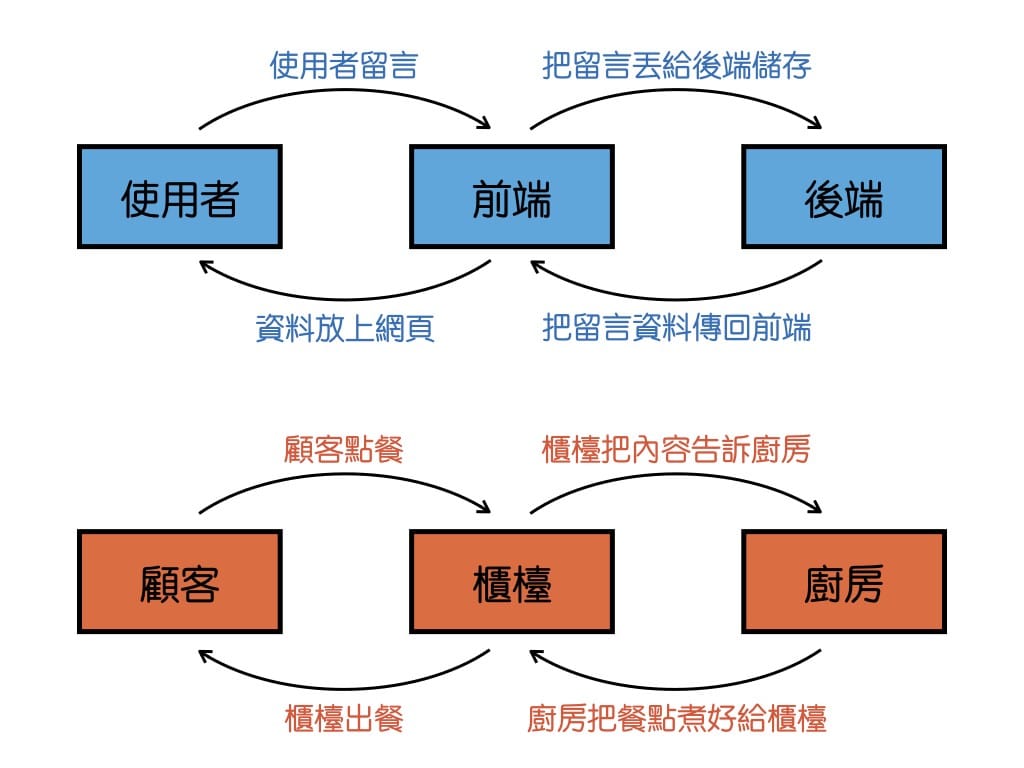 使用者留言
把留言丟給後端儲存
使用者
前端
後端
資料放上網頁
把留言資料傳回前端
顧客點餐
櫃檯把內容告訴廚房
顧客
櫃檯
廚房
櫃檯出餐
廚房把餐點煮好給櫃檯